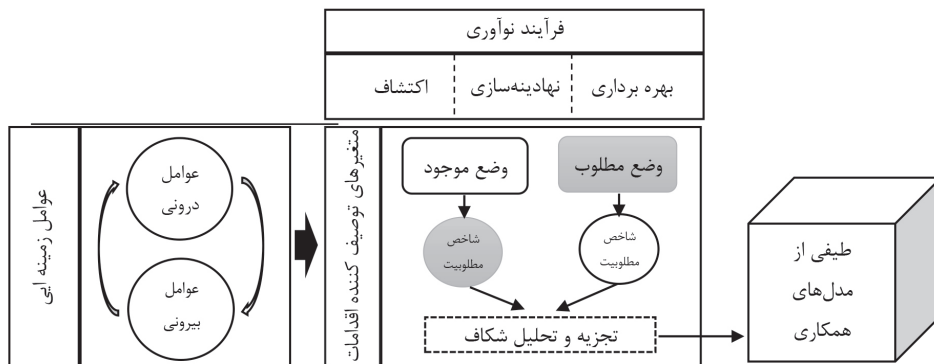 فرآیند نوآوری
بهره برداری
نهادینه‌سازی
اکتشاف
طیفی از
مدل‌های
همکاری
وضع مطلوب
وضع موجود
شاخص
مطلوبیت
شاخص
مطلوبیت
تجزیه و تحلیل شکاف
متغیرهای توصیف کننده اقدامات
عوامل
درونی
عوامل
بیرونی
عوامل زمینه ایی